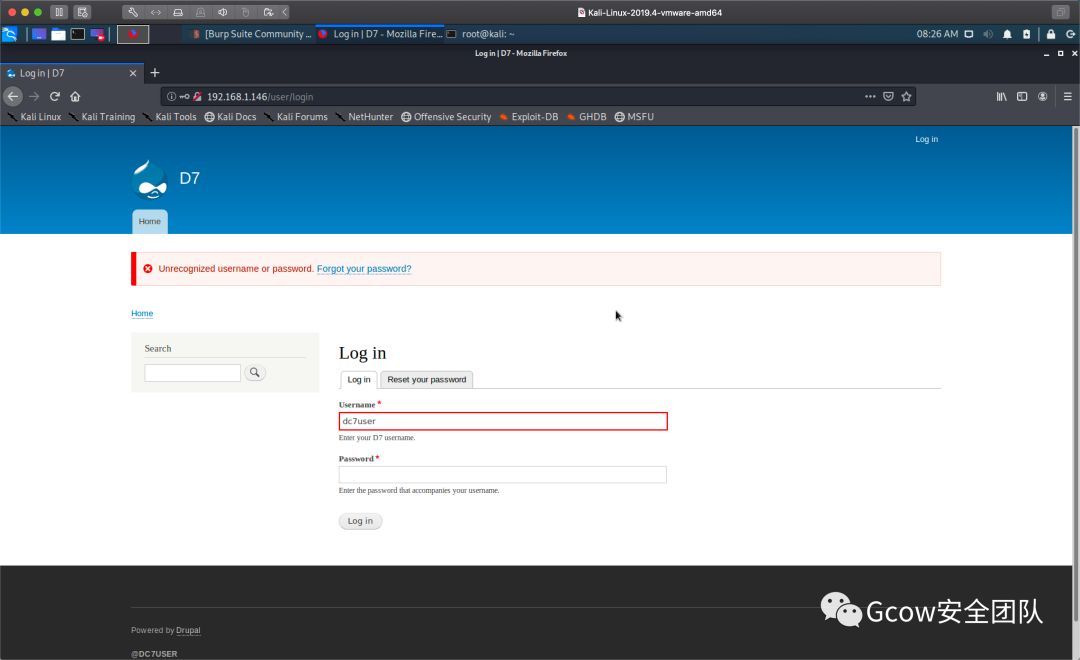 Kali-Linux-2019.4-vmware-amd64
[Burp Suite Community ...
Log in | D7 - Mozilla Fire...
root@kali: ~
08:26 AM
Log in | D7 - Mozilla Firefox
Log in | D7
192.168.1.146/user/login
Kali Linux
Kali Training
Kali Tools
Kali Docs
Kali Forums
NetHunter
Offensive Security
Exploit-DB
GHDB
MSFU
Log in
D7
Home
Unrecognized username or password. Forgot your password?
Home
Search
Log in
Log in
Reset your password
Username *
dc7user
Enter your D7 username.
Password *
Enter the password that accompanies your username.
Log in
Gcow安全团队
Powered by Drupal
@DC7USER